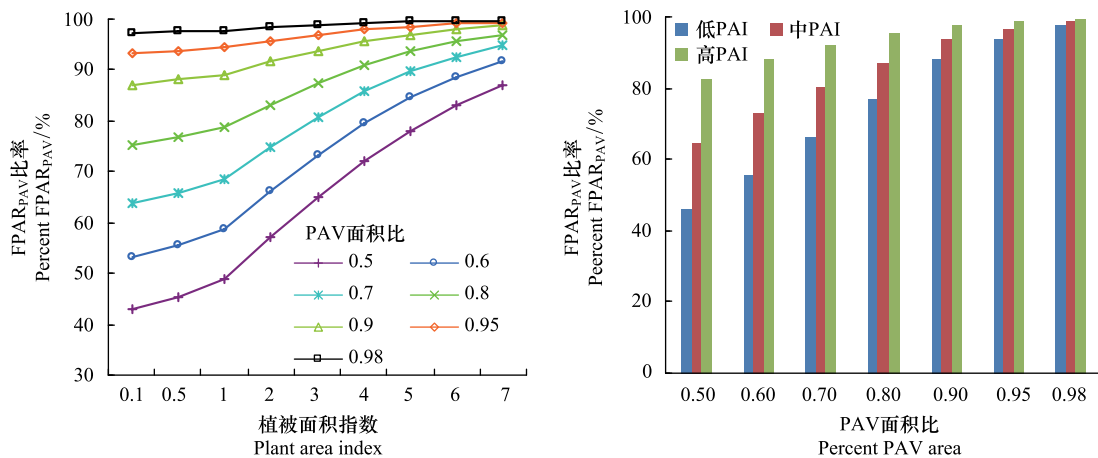 100
90
80
70
60
50
40
30
FPAR_PAV比率
Percent FPAR_PAV/%
PAV面积比
0.5
0.6
0.7
0.8
0.9
0.95
0.98
0.1 0.5 1 2 3 4 5 6 7
植被面积指数
Plant area index
100
80
60
40
20
0
FPAR_PAV比率
Peercent FPAR_PAV/%
低PAI 中PAI
高PAI
0.50 0.60 0.70 0.80 0.90 0.95 0.98
PAV面积比
Percent PAV area